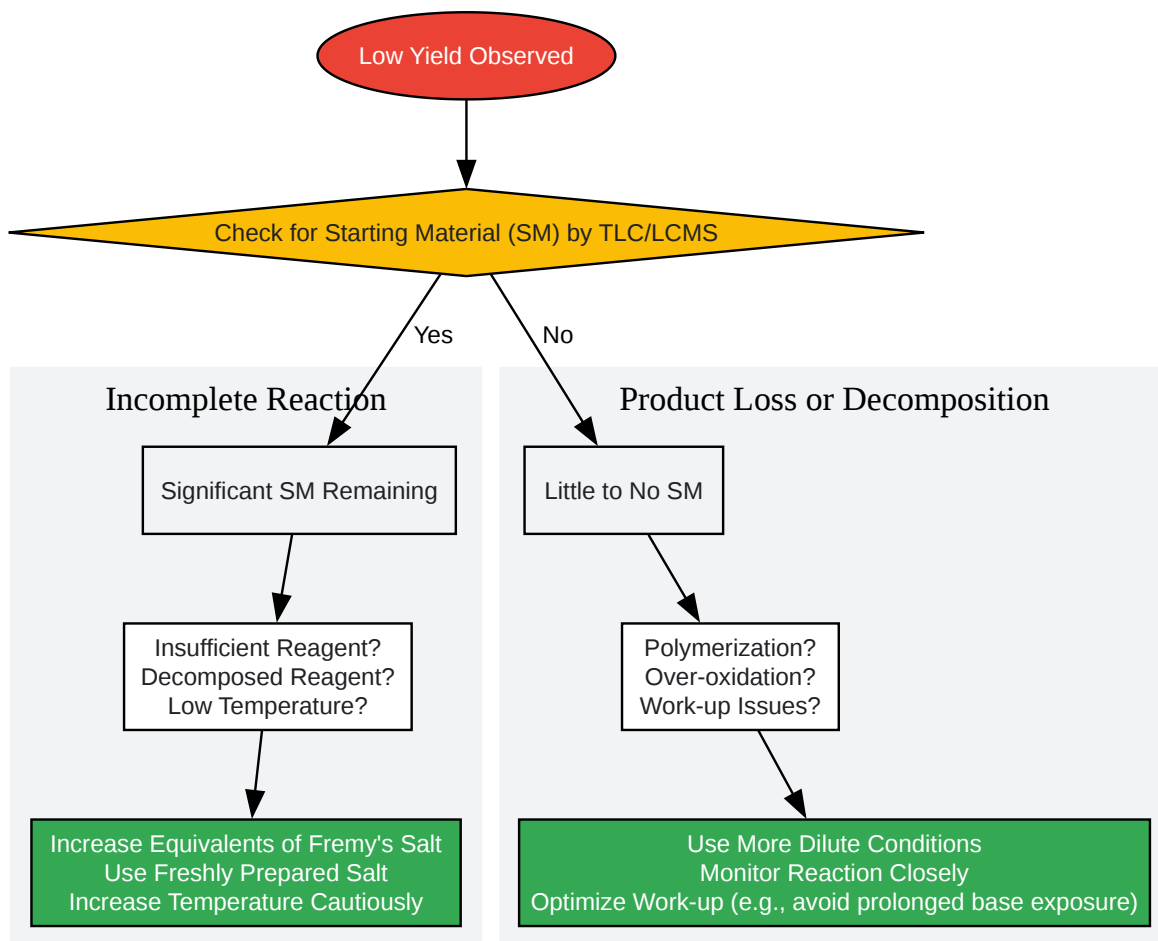 Low Yield Observed
Check for Starting Material (SM) by TLC/LCMS
Yes
No
Incomplete Reaction
Significant SM Remaining
Insufficient Reagent?
Decomposed Reagent?
Low Temperature?
Increase Equivalents of Fremy's Salt
Use Freshly Prepared Salt
Increase Temperature Cautiously
Product Loss or Decomposition
Little to No SM
Polymerization?
Over-oxidation?
Work-up Issues?
Use More Dilute Conditions
Monitor Reaction Closely
Optimize Work-up (e.g., avoid prolonged base exposure)